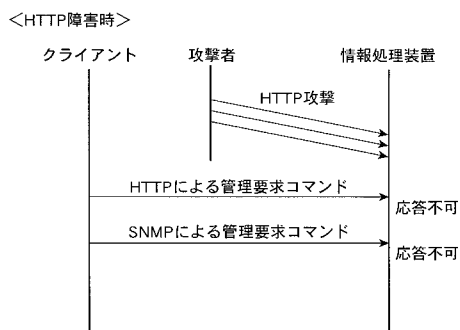 ＜HTTP障害時＞
クライアント 攻撃者 情報処理装置
HTTP攻撃
HTTPによる管理要求コマンド
応答不可
SNMPによる管理要求コマンド
応答不可